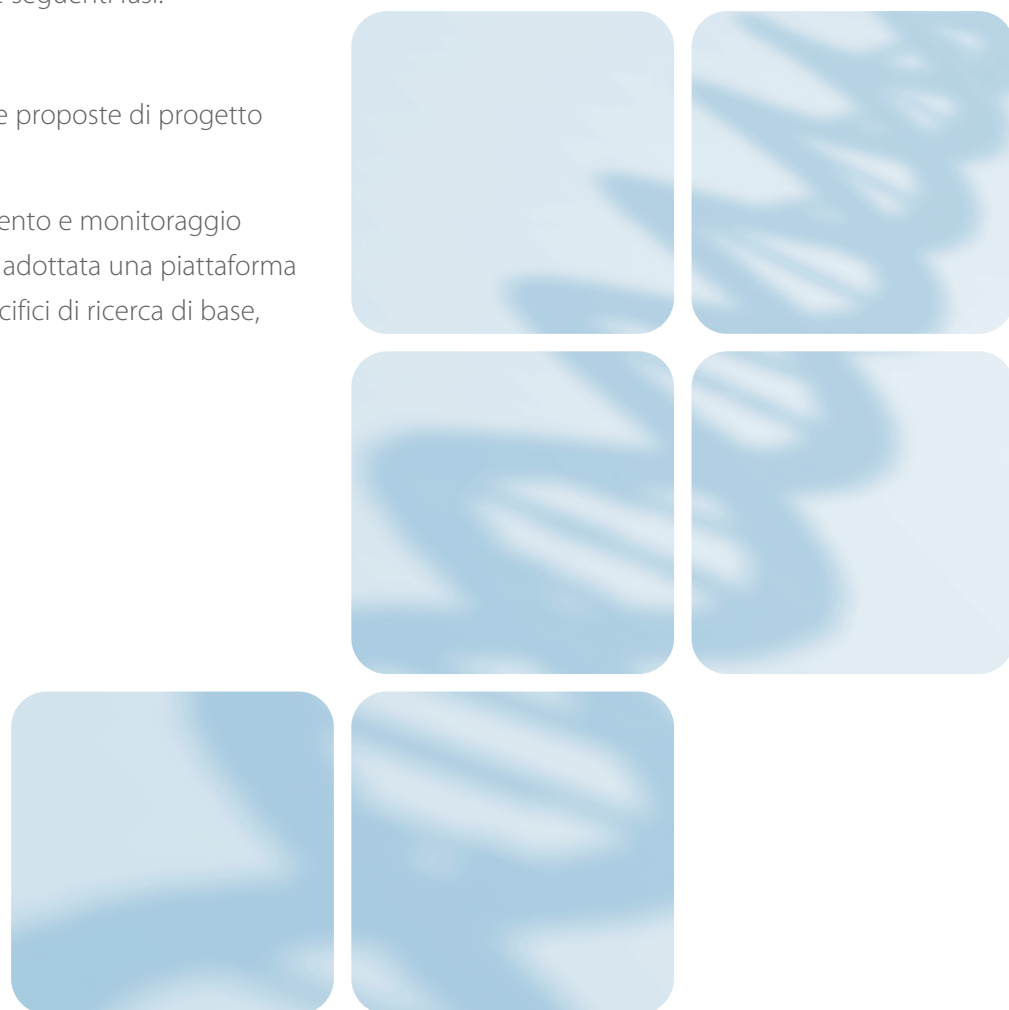 seguenti fasi:
e proposte di progetto
ento e monitoraggio
adottata una piattaforma
cifici di ricerca di base,